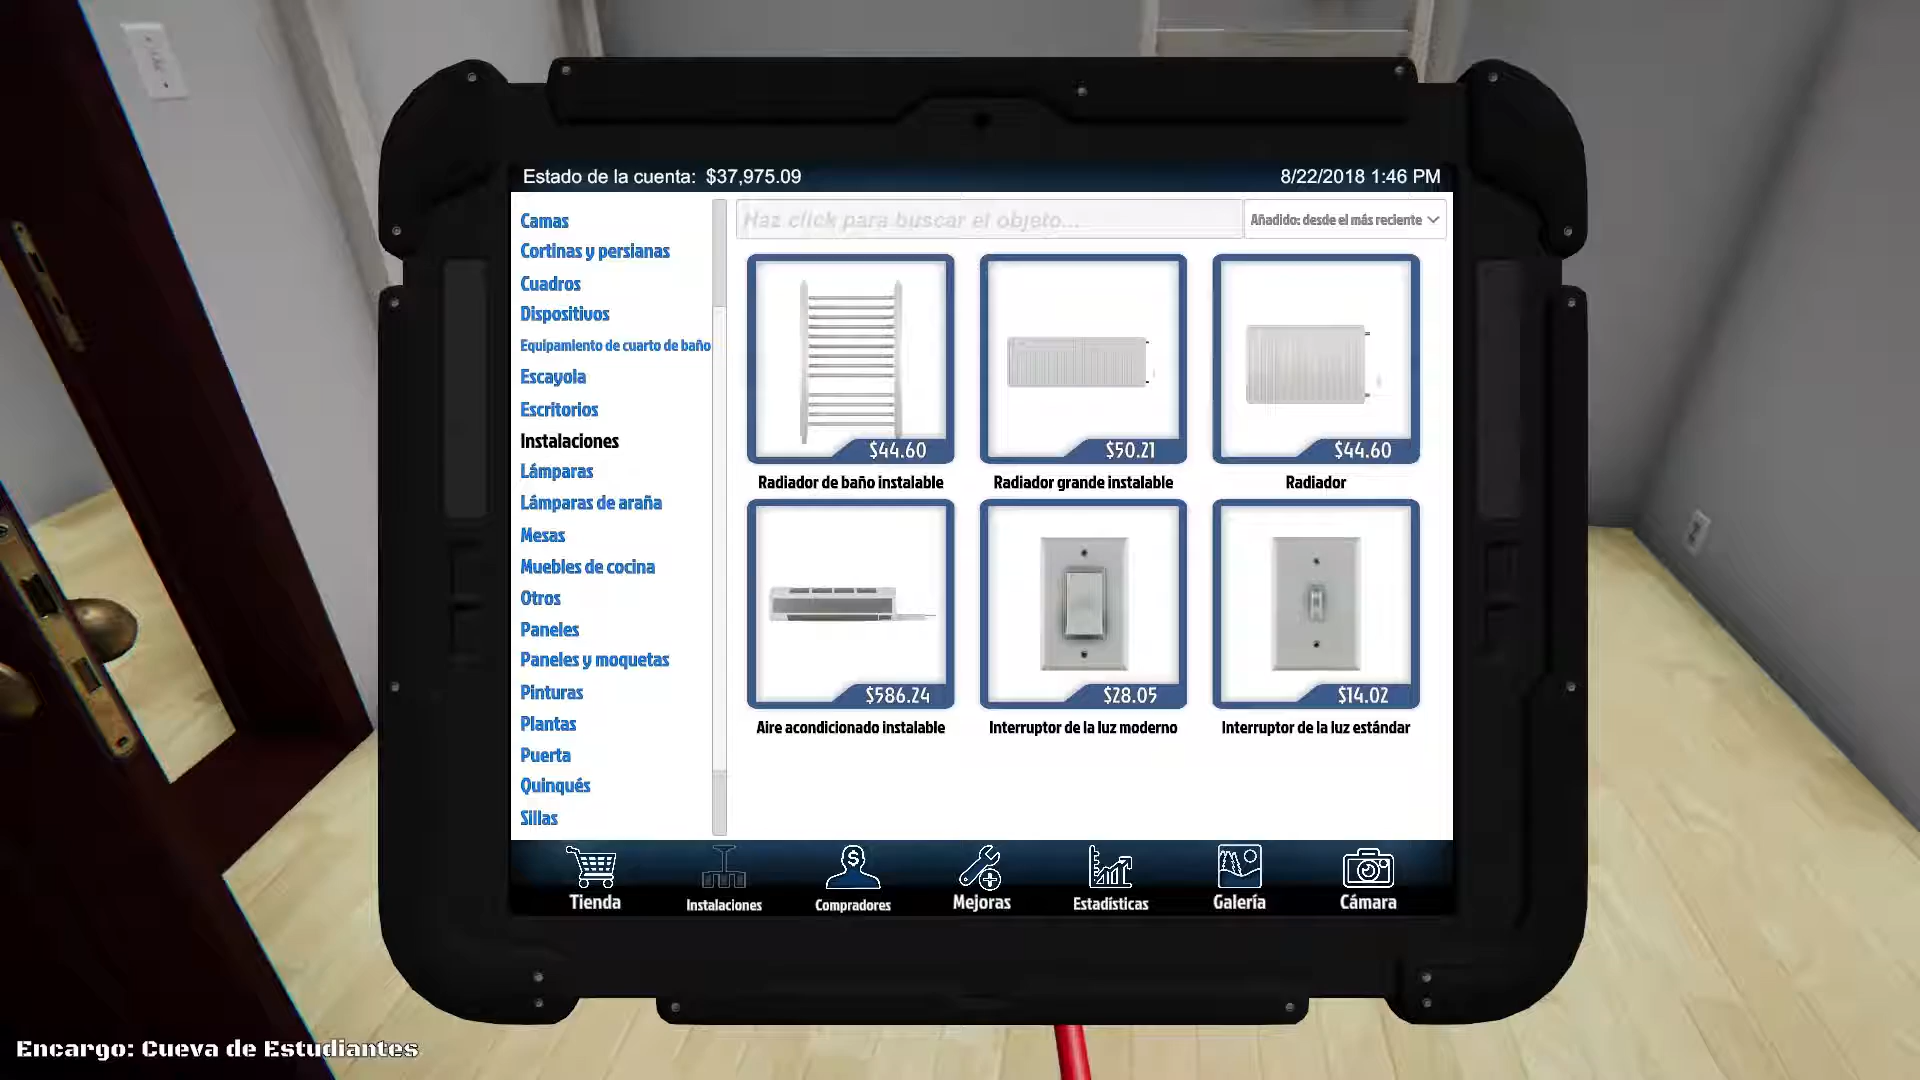 Estado de la cuenta: $37,975.09
8/22/2018 1:46 PM
Camas
Cortinas y persianas
Cuadros
Dispositivos
Equipamiento de cuarto de baño
Escayola
Escritorios
Instalaciones
Lámparas
Lámparas de araña
Mesas
Muebles de cocina
Otros
Paneles
Paneles y moquetas
Pinturas
Plantas
Puerta
Quinqués
Sillas
Haz click para buscar el objeto...
Añadido: desde el más reciente
$44.60
$50.21
$44.60
Radiador de baño instalable
Radiador grande instalable
Radiador
$586.24
$28.05
$14.02
Aire acondicionado instalable
Interruptor de la luz moderno
Interruptor de la luz estándar
Tienda
Instalaciones
Compradores
Mejoras
Estadísticas
Galería
Cámara
Encargo: Cueva de Estudiantes